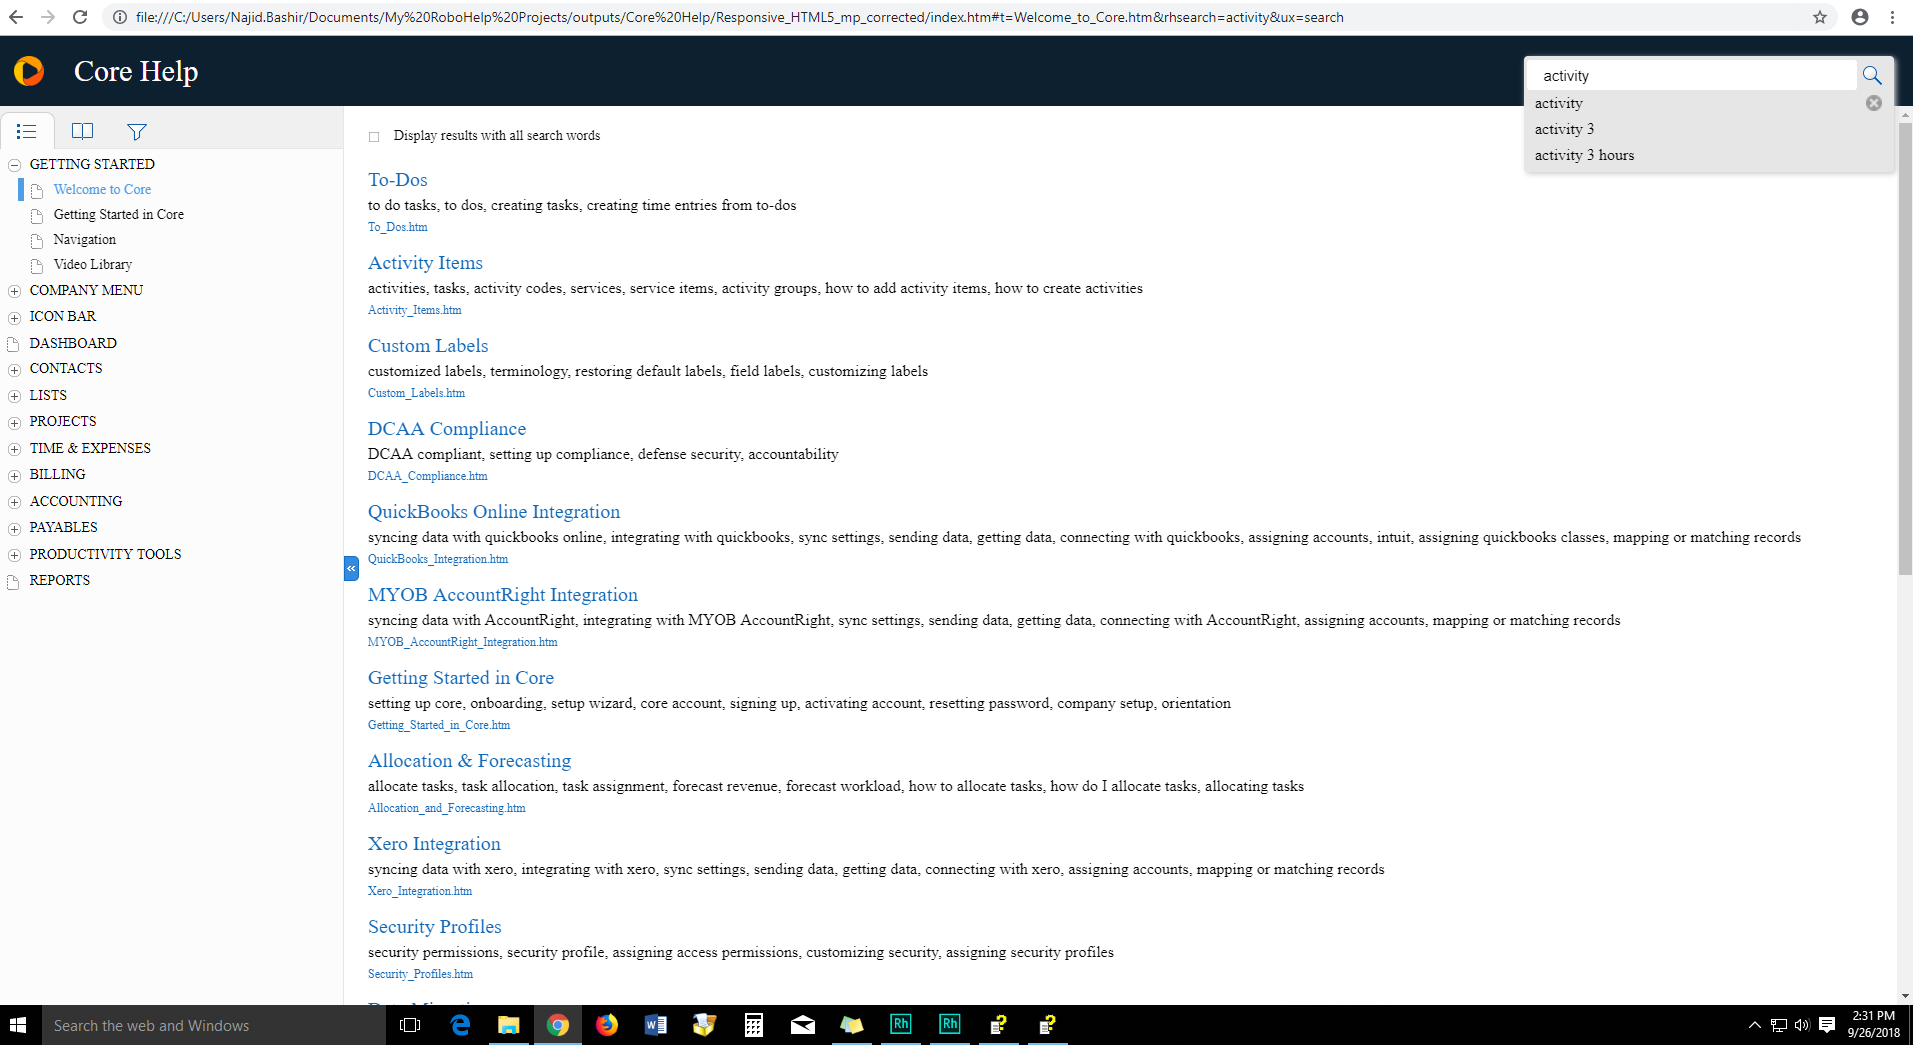 file:///C:/Users/Najid.Bashir/Documents/My%20RoboHelp%20Projects/outputs/Core%20Help/Responsive_HTML5_mp_corrected/index.htm#t=Welcome_to_Core.htm&rhsearch=activity&ux=search
Core Help
activity
activity
activity 3
activity 3 hours
GETTING STARTED
Welcome to Core
Getting Started in Core
Navigation
Video Library
COMPANY MENU
ICON BAR
DASHBOARD
CONTACTS
LISTS
PROJECTS
TIME & EXPENSES
BILLING
ACCOUNTING
PAYABLES
PRODUCTIVITY TOOLS
REPORTS
Display results with all search words
To-Dos
to do tasks, to dos, creating tasks, creating time entries from to-dos
To_Dos.htm
Activity Items
activities, tasks, activity codes, services, service items, activity groups, how to add activity items, how to create activities
Activity_Items.htm
Custom Labels
customized labels, terminology, restoring default labels, field labels, customizing labels
Custom_Labels.htm
DCAA Compliance
DCAA compliant, setting up compliance, defense security, accountability
DCAA_Compliance.htm
QuickBooks Online Integration
syncing data with quickbooks online, integrating with quickbooks, sync settings, sending data, getting data, connecting with quickbooks, assigning accounts, intuit, assigning quickbooks classes, mapping or matching records
QuickBooks_Integration.htm
«
MYOB AccountRight Integration
syncing data with AccountRight, integrating with MYOB AccountRight, sync settings, sending data, getting data, connecting with AccountRight, assigning accounts, mapping or matching records
MYOB_AccountRight_Integration.htm
Getting Started in Core
setting up core, onboarding, setup wizard, core account, signing up, activating account, resetting password, company setup, orientation
Getting_Started_in_Core.htm
Allocation & Forecasting
allocate tasks, task allocation, task assignment, forecast revenue, forecast workload, how to allocate tasks, how do I allocate tasks, allocating tasks
Allocation_and_Forecasting.htm
Xero Integration
syncing data with xero, integrating with xero, sync settings, sending data, getting data, connecting with xero, assigning accounts, mapping or matching records
Xero_Integration.htm
Security Profiles
security permissions, security profile, assigning access permissions, customizing security, assigning security profiles
Security_Profiles.htm
Search the web and Windows
Rh
Rh
2:31 PM
9/26/2018